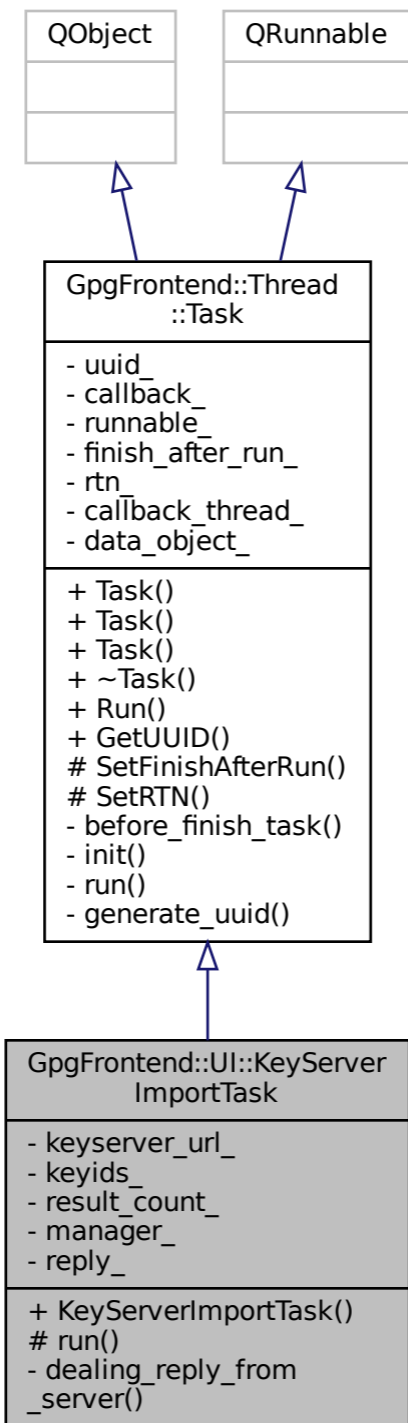 QObject
QRunnable
GpgFrontend::Thread
::Task
- uuid_
- callback_
- runnable_
- finish_after_run_
- rtn_
- callback_thread_
- data_object_
+ Task()
+ Task()
+ Task()
+ ~Task()
+ Run()
+ GetUUID()
# SetFinishAfterRun()
# SetRTN()
- before_finish_task()
- init()
- run()
- generate_uuid()
GpgFrontend::UI::KeyServer
ImportTask
- keyserver_url_
- keyids_
- result_count_
- manager_
- reply_
+ KeyServerImportTask()
# run()
- dealing_reply_from
_server()